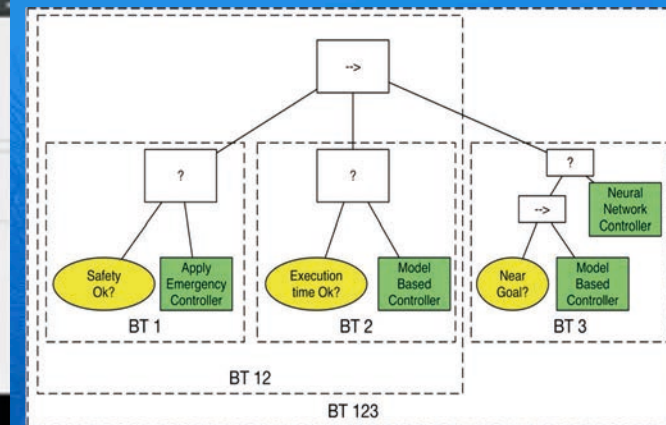 -->
?
?
?
-->
Neural
Network
Controller
Safety
Ok?
Apply
Emergency
Controller
Execution
time Ok?
Model
Based
Controller
Near
Goal?
Model
Based
Controller
BT 1
BT 2
BT 3
BT 12
BT 123